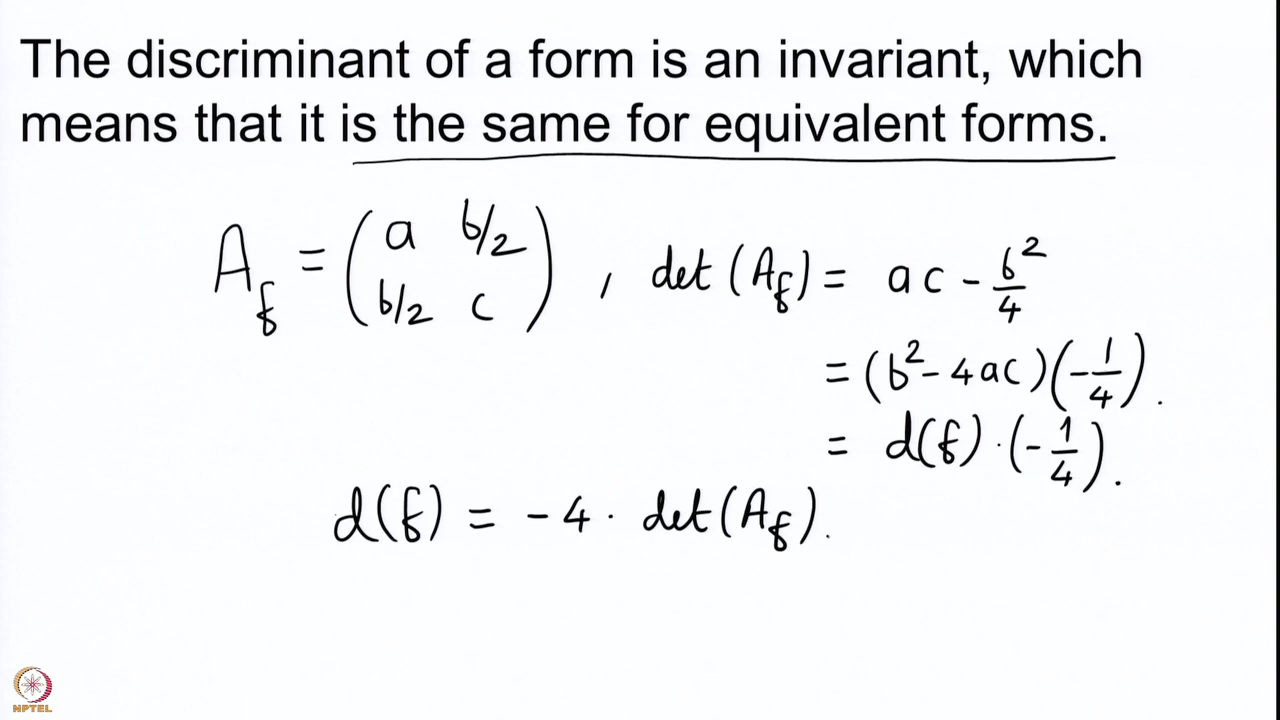 The discriminant of a form is an invariant, which
means that it is the same for equivalent forms.
A_f = (a b/2; b/2 c), det(A_f) = ac - b²/4
= (b² - 4ac)(-1/4).
= d(f)·(-1/4).
d(f) = -4 · det(A_f).
NPTEL